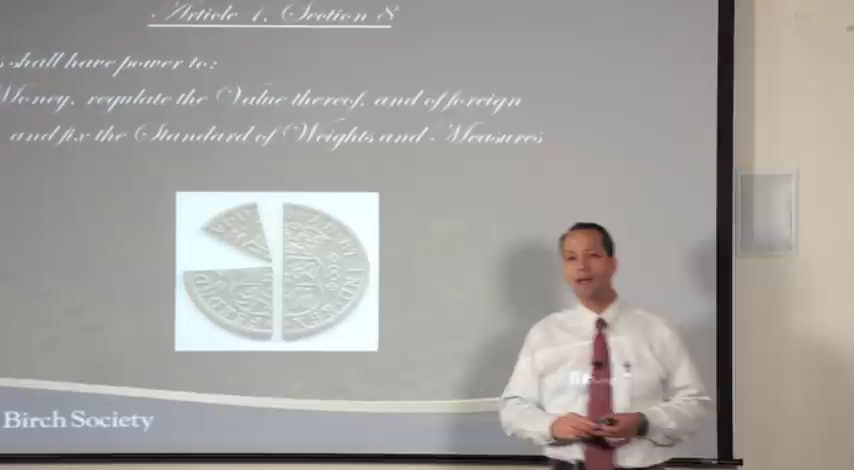 Article 1, Section 8
s shall have power to:
Money, regulate the Value thereof, and of foreign
and fix the Standard of Weights and Measures
Birch Society